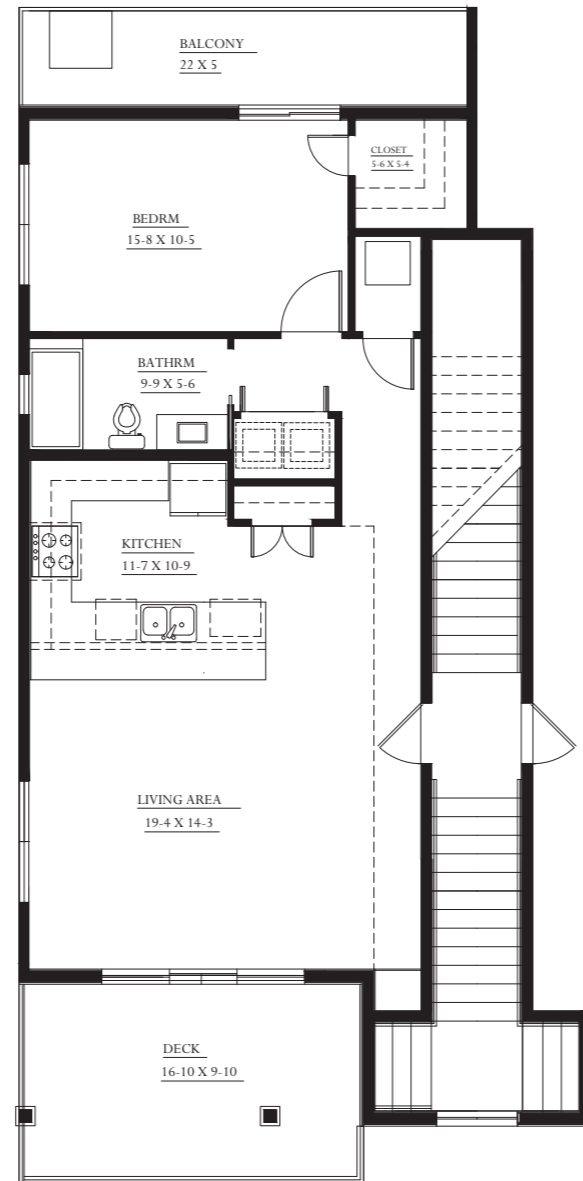 BALCONY
22 X 5
CLOSET
5-6 X 5-4
BEDRM
15-8 X 10-5
BATHRM
9-9 X 5-6
KITCHEN
11-7 X 10-9
LIVING AREA
19-4 X 14-3
DECK
16-10 X 9-10